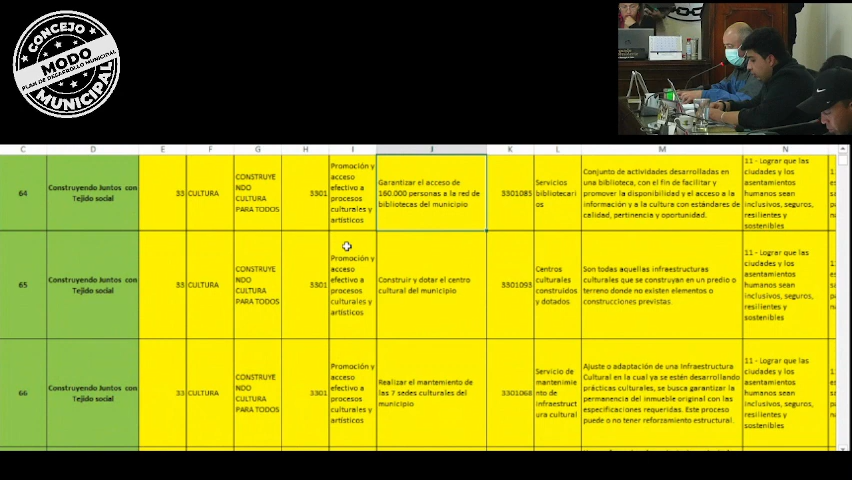 CONCEJO
MODO
PLAN DE DESARROLLO MUNICIPAL
MUNICIPAL
C D E F G H I J K L M N
64
Construyendo Juntos con
Tejido social
33 CULTURA
CONSTRUYE
NDO
CULTURA
PARA TODOS
3301
Promoción y
acceso
efectivo a
procesos
culturales y
artísticos
Garantizar el acceso de
160.000 personas a la red de
bibliotecas del municipio
3301085
Servicios
bibliotecari
os
Conjunto de actividades desarrolladas en
una biblioteca, con el fin de facilitar y
promover la disponibilidad y el acceso a la
información y a la cultura con estándares de
calidad, pertinencia y oportunidad.
11 - Lograr que las
ciudades y los
asentamientos
humanos sean
inclusivos, seguros,
resilientes y
sostenibles
65
Construyendo Juntos con
Tejido social
33 CULTURA
CONSTRUYE
NDO
CULTURA
PARA TODOS
3301
Promoción y
acceso
efectivo a
procesos
culturales y
artísticos
Construir y dotar el centro
cultural del municipio
3301093
Centros
culturales
construidos
y dotados
Son todas aquellas infraestructuras
culturales que se construyan en un predio o
terreno donde no existen elementos o
construcciones previstas
11 - Lograr que las
ciudades y los
asentamientos
humanos sean
inclusivos, seguros,
resilientes y
sostenibles
66
Construyendo Juntos con
Tejido social
33 CULTURA
CONSTRUYE
NDO
CULTURA
PARA TODOS
3301
Promoción y
acceso
efectivo a
procesos
culturales y
artísticos
Realizar el mantemiento de
las 7 sedes culturales del
municipio
3301068
Servicio de
mantenimie
nto de
infraestruct
ura cultural
Ajuste o adaptación de una Infraestructura
Cultural en la cual ya se estén desarrollando
prácticas culturales, se busca garantizar la
permanencia del inmueble original con las
especificaciones requeridas. Este proceso
puede o no tener reforzamiento estructural.
11 - Lograr que las
ciudades y los
asentamientos
humanos sean
inclusivos, seguros,
resilientes y
sostenibles